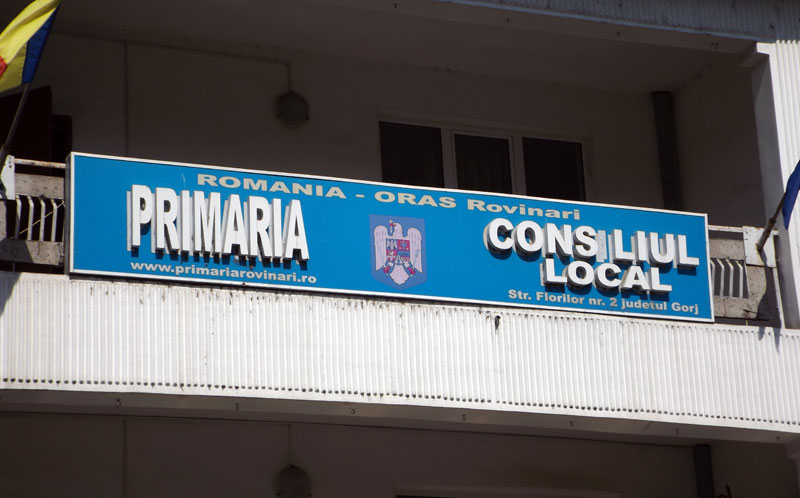 ROMANIA - ORAS Rovinari
PRIMARIA
www.primariarovinari.ro
CONSILIUL
LOCAL
Str. Florilor nr. 2 judetul Gorj